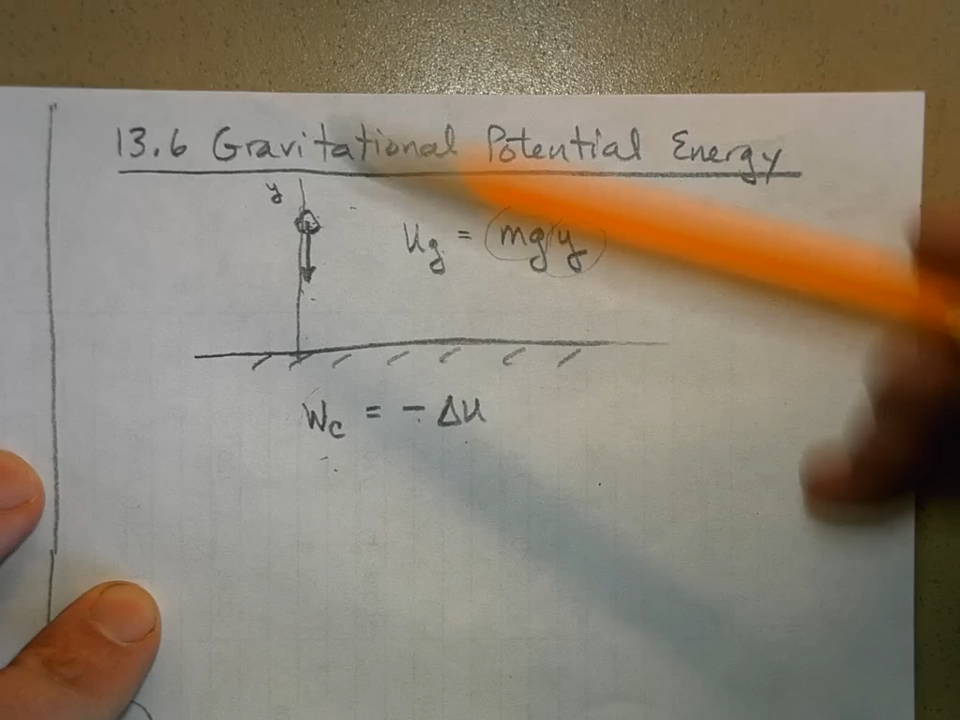 13.6 Gravitational Potential Energy
y
Ug = mgy
Wc = - ΔU